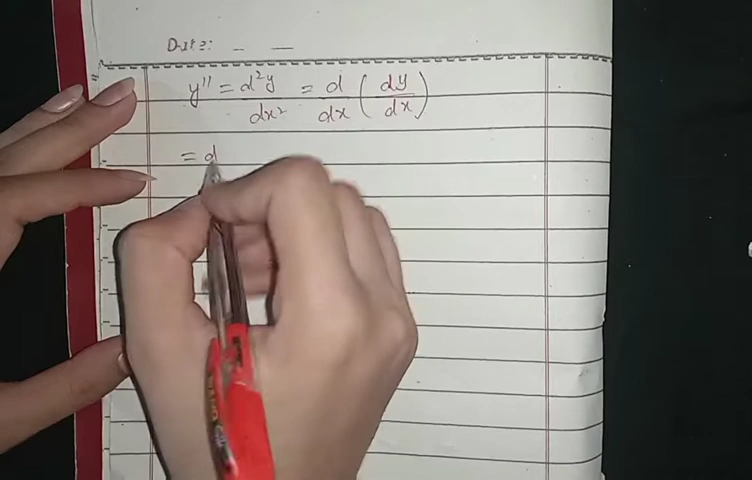 Date: _ _
y'' = d²y/dx² = d/dx (dy/dx)
= d